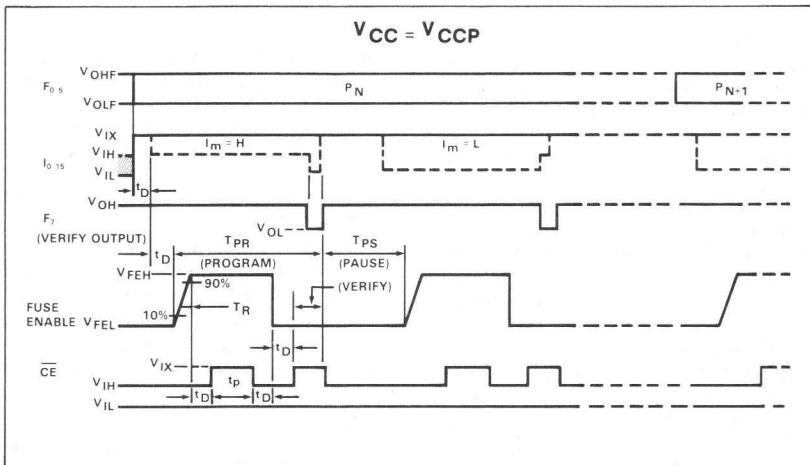 VCC = VCCP
VOHF
F0-5
PN
PN+1
VOLF
VIX
Im = H
Im = L
VIH
I0-15
VIL
tD
VOH
F7
(VERIFY OUTPUT)
VOL
tD
TPR
(PROGRAM)
TPS
(PAUSE)
(VERIFY)
VFEH
90%
FUSE
ENABLE
10%
TR
VFEL
tD
VIX
CE
VIH
tP
tD
tD
VIL